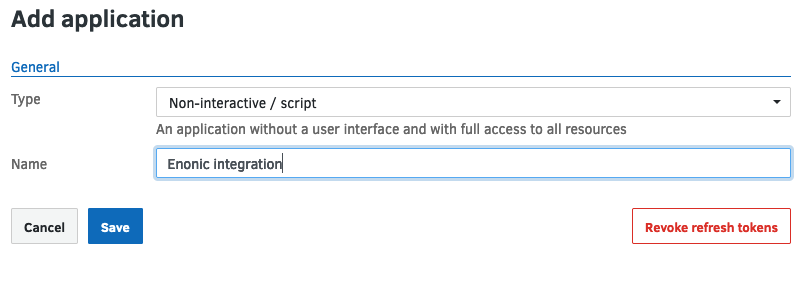 Add application
General
Type
Non-interactive / script
An application without a user interface and with full access to all resources
Name
Enonic integration
Cancel
Save
Revoke refresh tokens